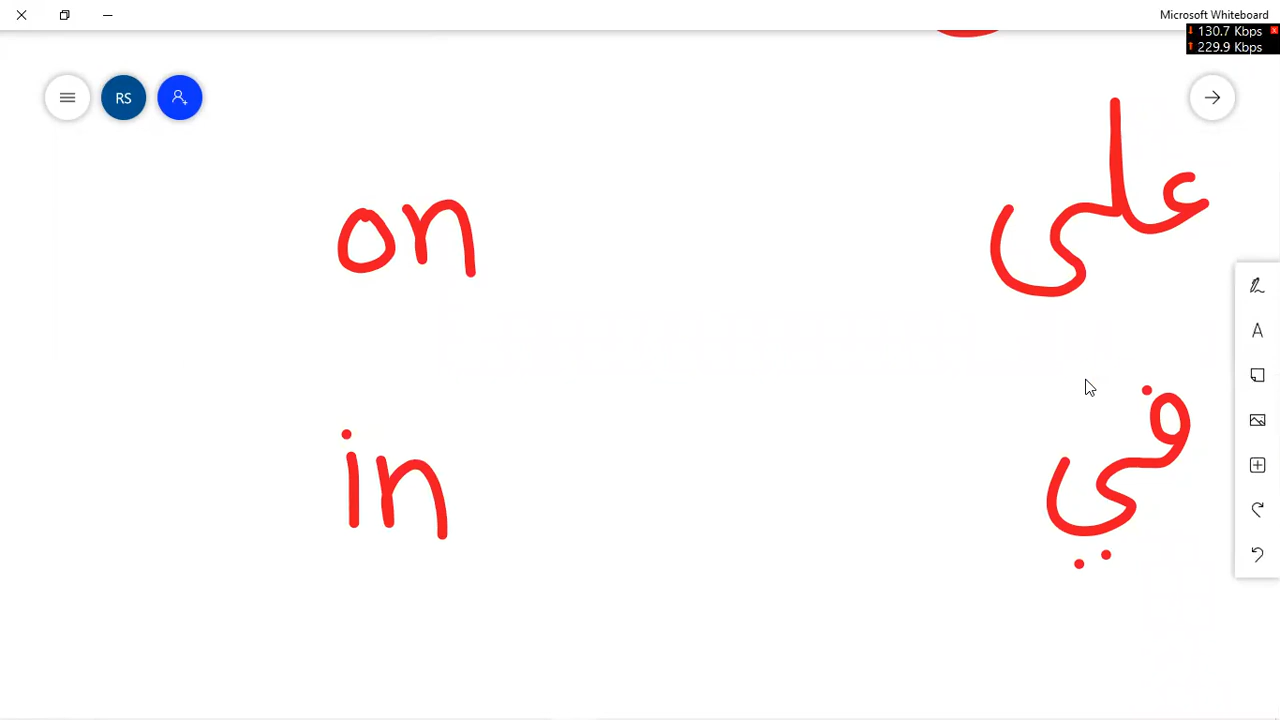 Microsoft Whiteboard
130.7 Kbps
229.9 Kbps
RS
on على
in في
A